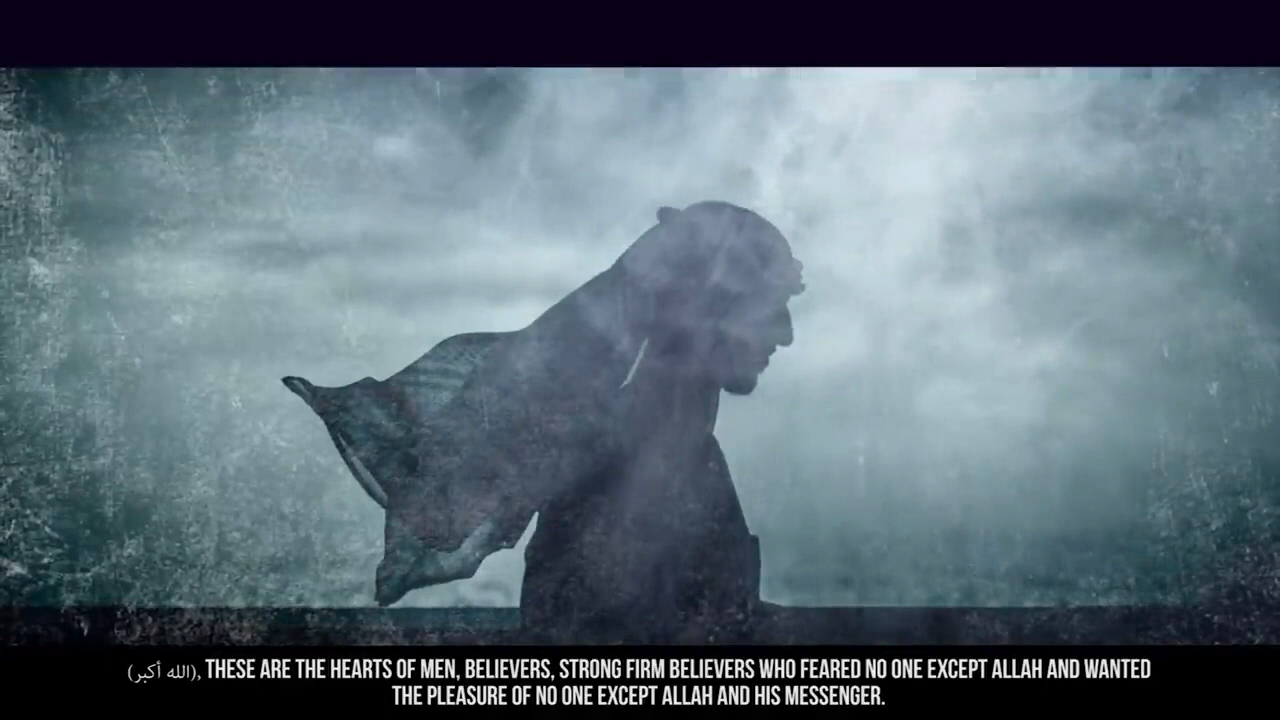 (الله أكبر), THESE ARE THE HEARTS OF MEN, BELIEVERS, STRONG FIRM BELIEVERS WHO FEARED NO ONE EXCEPT ALLAH AND WANTED
THE PLEASURE OF NO ONE EXCEPT ALLAH AND HIS MESSENGER.